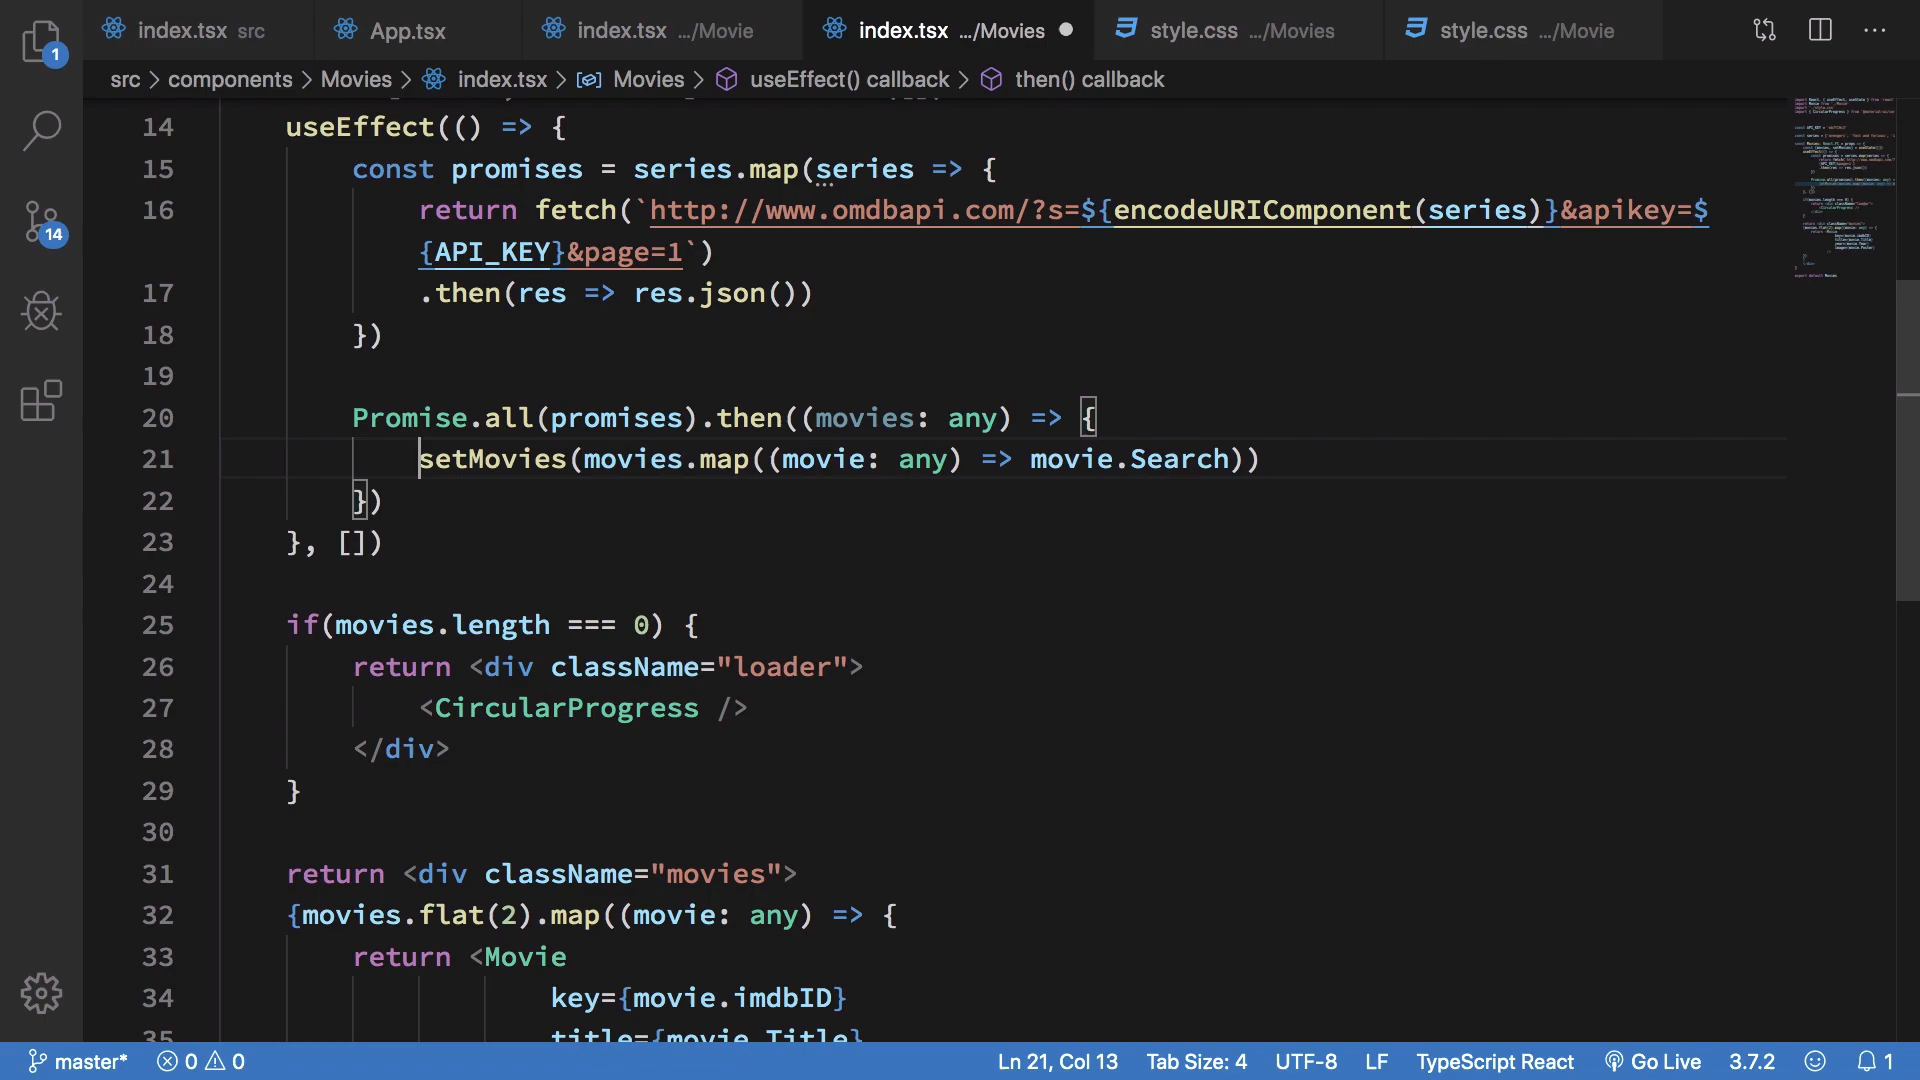 1
index.tsx src
App.tsx
index.tsx .../Movie
index.tsx .../Movies
style.css .../Movies
style.css .../Movie
src > components > Movies > index.tsx > Movies > useEffect() callback > then() callback
14 useEffect(() => {
15 const promises = series.map(series => {
16 return fetch(`http://www.omdbapi.com/?s=${encodeURIComponent(series)}&apikey=$
{API_KEY}&page=1`)
17 .then(res => res.json())
18 })
19
20 Promise.all(promises).then((movies: any) => {
21 setMovies(movies.map((movie: any) => movie.Search))
22 })
23 }, [])
24
25 if(movies.length === 0) {
26 return <div className="loader">
27 <CircularProgress />
28 </div>
29 }
30
31 return <div className="movies">
32 {movies.flat(2).map((movie: any) => {
33 return <Movie
34 key={movie.imdbID}
35 title={movie.Title}
14
master* 0 0 Ln 21, Col 13 Tab Size: 4 UTF-8 LF TypeScript React Go Live 3.7.2 1